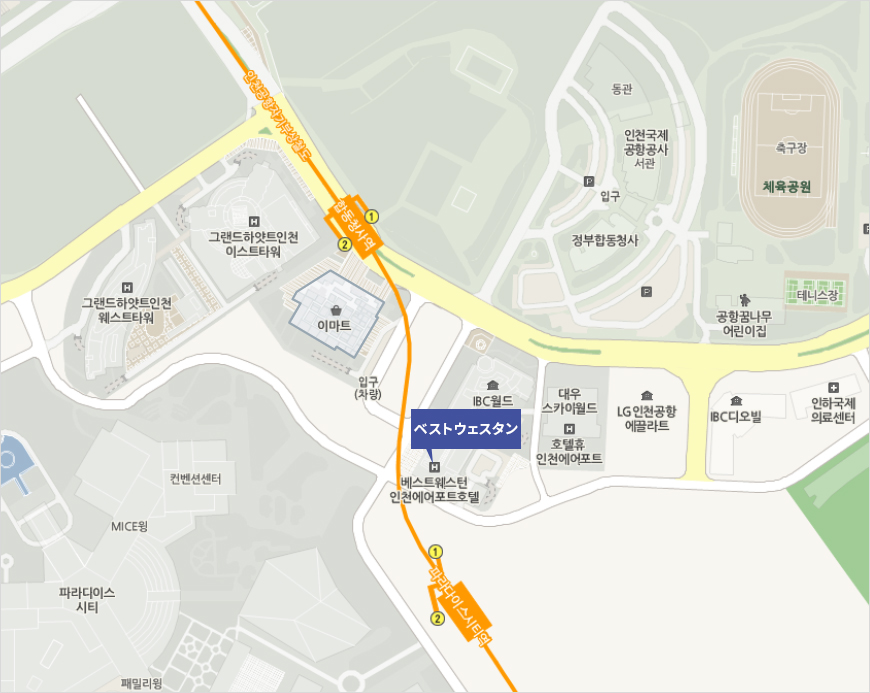 인천공항자기부상철도
동관
인천국제
공항공사
서관
축구장
P
입구
체육공원
합동청사역
1
2
H
그랜드하얏트인천
이스트타워
정부합동청사
P
P
H
그랜드하얏트인천
웨스트타워
테니스장
공항꿈나무
어린이집
이마트
입구
(차량)
IBC월드
대우
스카이월드
LG인천공항
에클라트
IBC디오빌
인하국제
의료센터
ベストウェスタン
H
호텔휴
인천에어포트
H
베스트웨스턴
인천에어포트호텔
컨벤션센터
MICE윙
1
파라다이스시티역
2
파라다이스
시티
패밀리윙